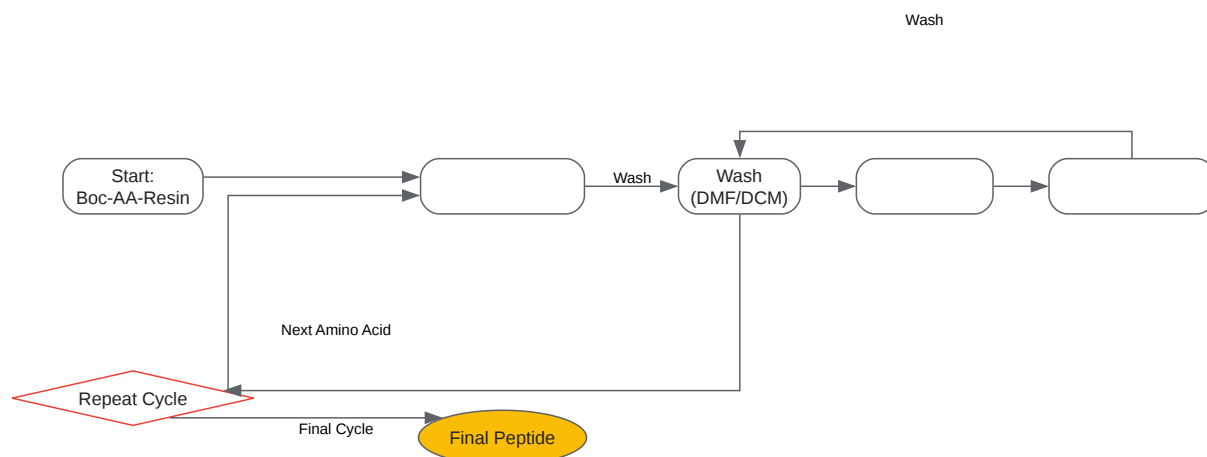 Wash
Start:
Boc-AA-Resin
Wash
Wash
(DMF/DCM)
Next Amino Acid
Repeat Cycle
Final Cycle
Final Peptide